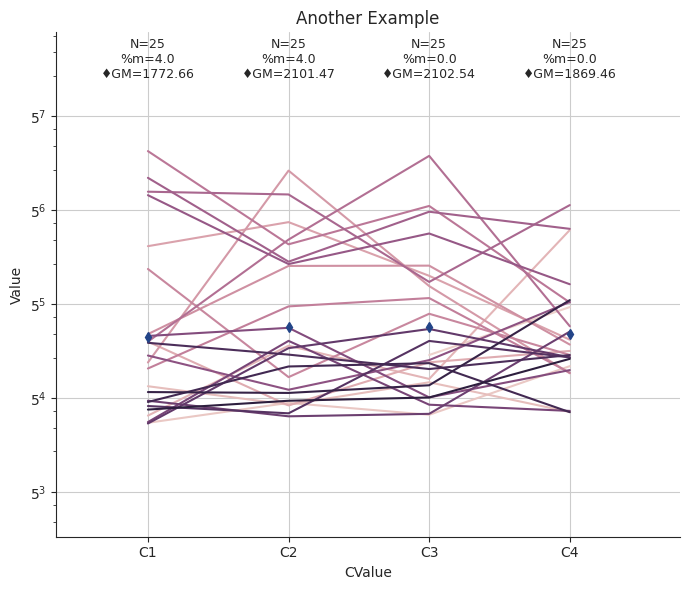 Another Example
N=25 N=25 N=25 N=25
%m=4.0 %m=4.0 %m=0.0 %m=0.0
♦GM=1772.66 ♦GM=2101.47 ♦GM=2102.54 ♦GM=1869.46
5⁷
5⁶
5⁵
5⁴
5³
Value
C1 C2 C3 C4
CValue